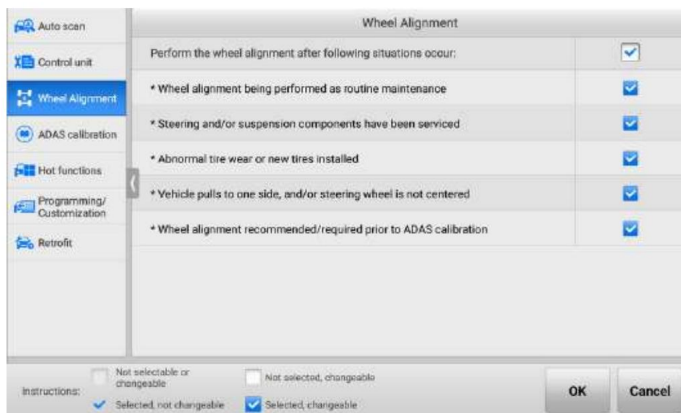 Auto scan
Control unit
Wheel Alignment
ADAS calibration
Hot functions
Programming/
Customization
Retrofit
Wheel Alignment
Perform the wheel alignment after following situations occur:
* Wheel alignment being performed as routine maintenance
* Steering and/or suspension components have been serviced
* Abnormal tire wear or new tires installed
* Vehicle pulls to one side, and/or steering wheel is not centered
* Wheel alignment recommended/required prior to ADAS calibration
Instructions:
Not selectable or
changeable
Not selected, changeable
Selected, not changeable
Selected, changeable
OK
Cancel